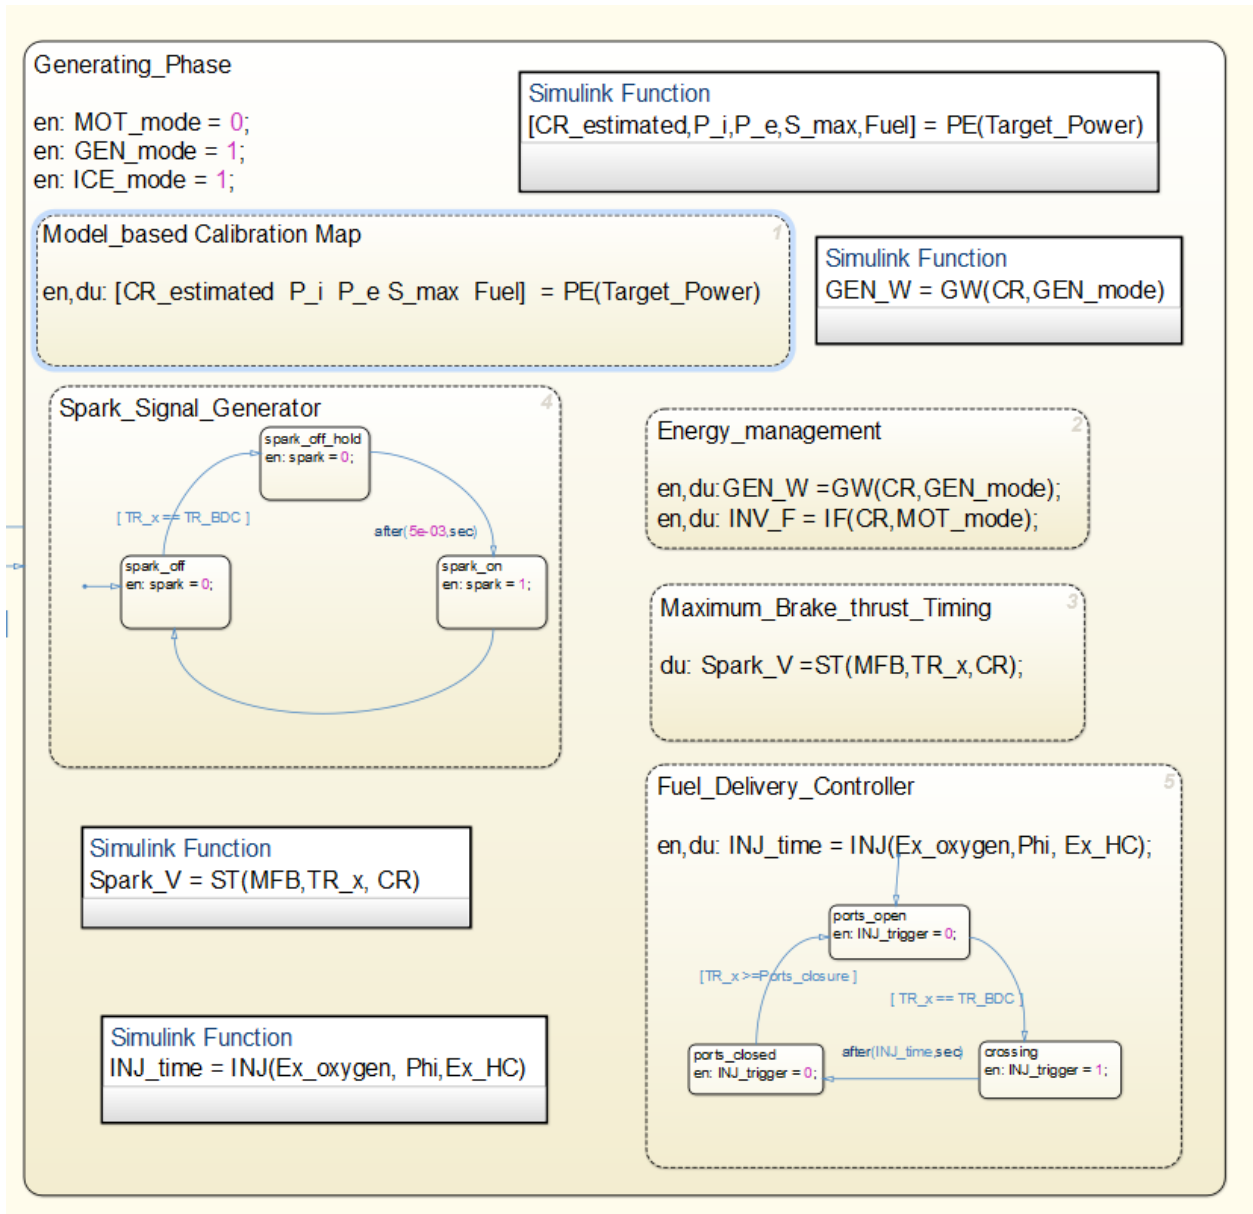 Generating_Phase
en: MOT_mode = 0;
en: GEN_mode = 1;
en: ICE_mode = 1;
Simulink Function
[CR_estimated,P_i,P_e,S_max,Fuel] = PE(Target_Power)
Model_based Calibration Map
1
en,du: [CR_estimated P_i P_e S_max Fuel] = PE(Target_Power)
Simulink Function
GEN_W = GW(CR,GEN_mode)
Spark_Signal_Generator
4
spark_off_hold
en: spark = 0;
[ TR_x == TR_BDC ]
after(5e-03,sec)
spark_off
en: spark = 0;
spark_on
en: spark = 1;
Energy_management
2
en,du:GEN_W =GW(CR,GEN_mode);
en,du: INV_F = IF(CR,MOT_mode);
Maximum_Brake_thrust_Timing
3
du: Spark_V =ST(MFB,TR_x,CR);
Simulink Function
Spark_V = ST(MFB,TR_x, CR)
Fuel_Delivery_Controller
5
en,du: INJ_time = INJ(Ex_oxygen,Phi, Ex_HC);
ports_open
en: INJ_trigger = 0;
[TR_x >=Ports_closure ]
[ TR_x == TR_BDC ]
ports_closed
en: INJ_trigger = 0;
after(INJ_time,sec)
crossing
en: INJ_trigger = 1;
Simulink Function
INJ_time = INJ(Ex_oxygen, Phi,Ex_HC)